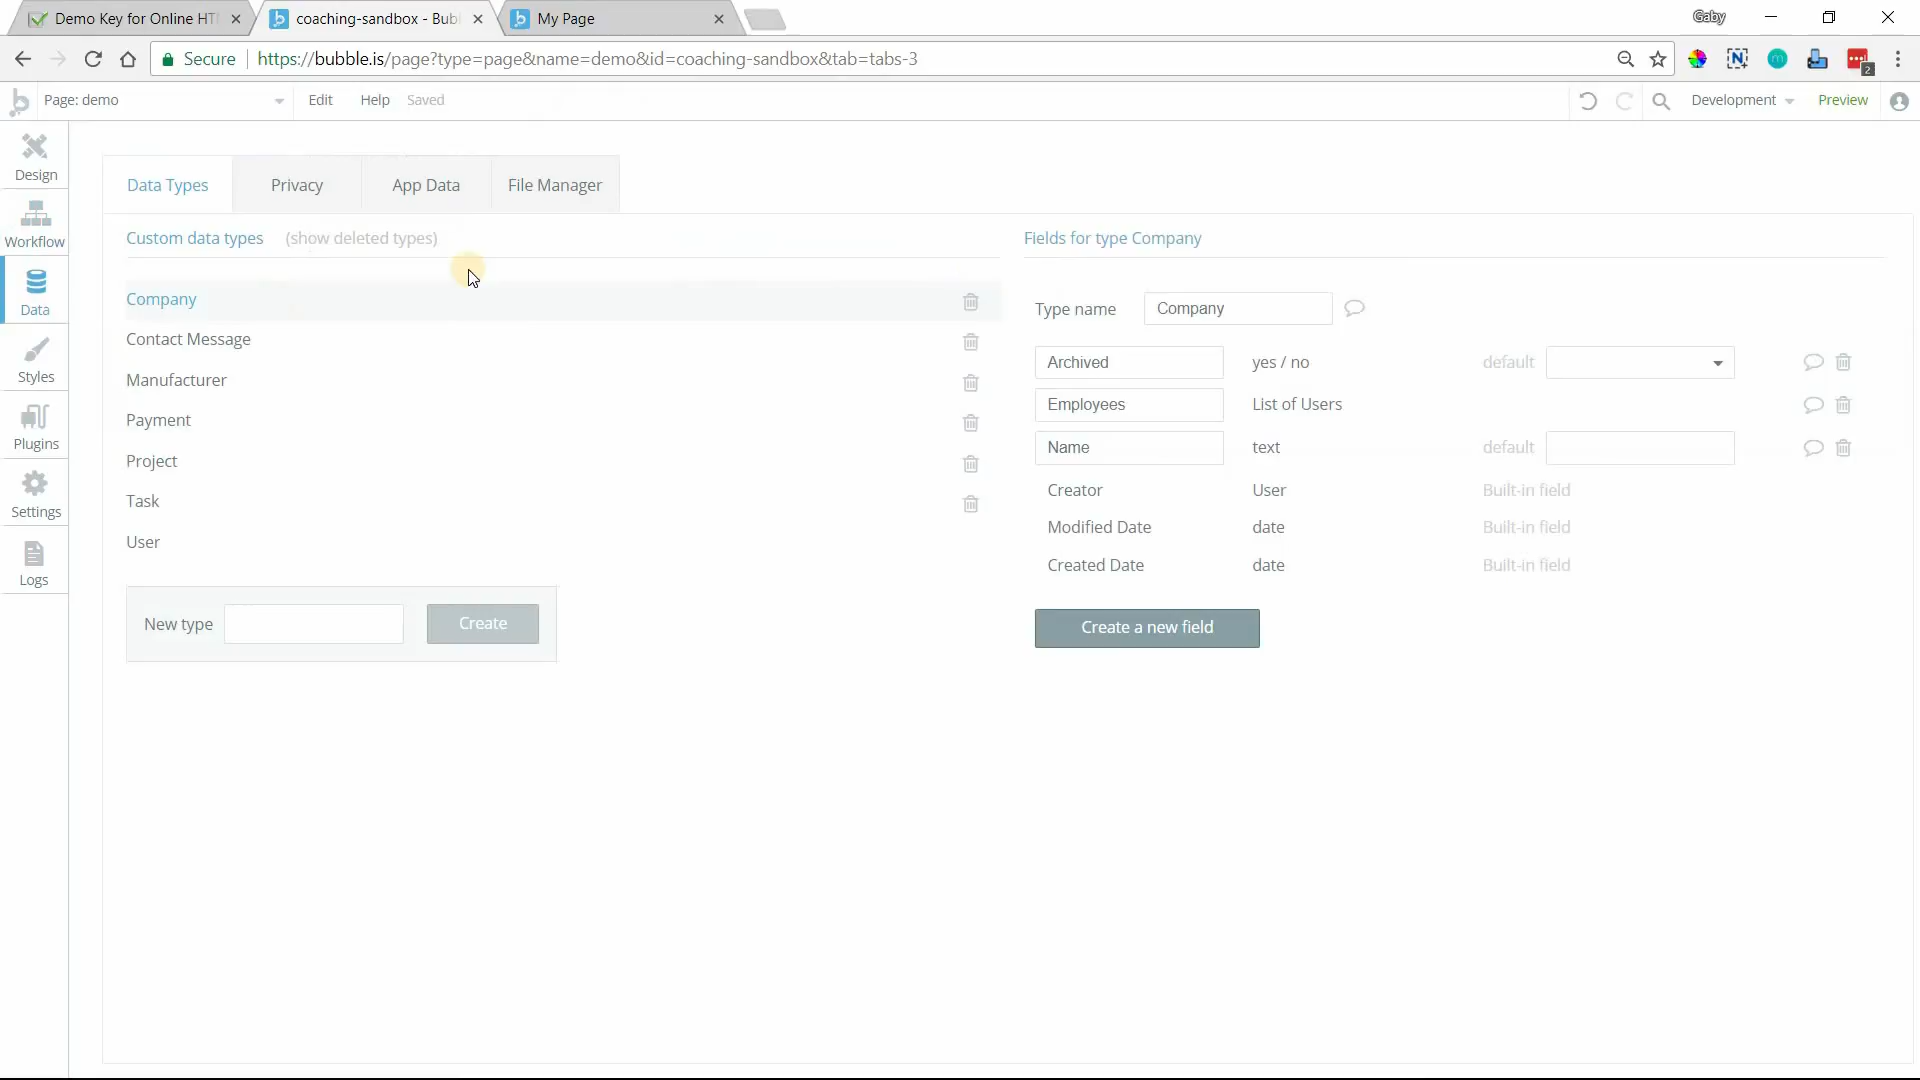 Demo Key for Online HT
coaching-sandbox - Bub
My Page
Gaby
Secure
https://bubble.is/page?type=page&name=demo&id=coaching-sandbox&tab=tabs-3
2
Page: demo
Edit
Help
Saved
Development
Preview
Design
Workflow
Data
Styles
Plugins
Settings
Logs
Data Types
Privacy
App Data
File Manager
Custom data types
(show deleted types)
Company
Contact Message
Manufacturer
Payment
Project
Task
User
New type
Create
Fields for type Company
Type name Company
Archived yes / no default
Employees List of Users
Name text default
Creator User Built-in field
Modified Date date Built-in field
Created Date date Built-in field
Create a new field